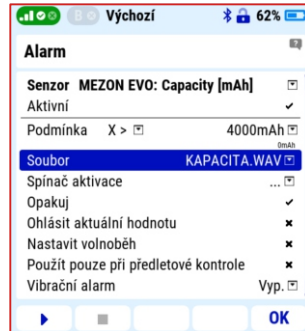 B Výchozí 62%
Alarm ?
Senzor MEZON EVO: Capacity [mAh]
Aktivní
Podmínka X > 4000mAh
0mAh
Soubor KAPACITA.WAV
Spínač aktivace ...
Opakuj
Ohlásit aktuální hodnotu
Nastavit volnoběh
Použít pouze při předletové kontrole
Vibrační alarm Vyp.
OK